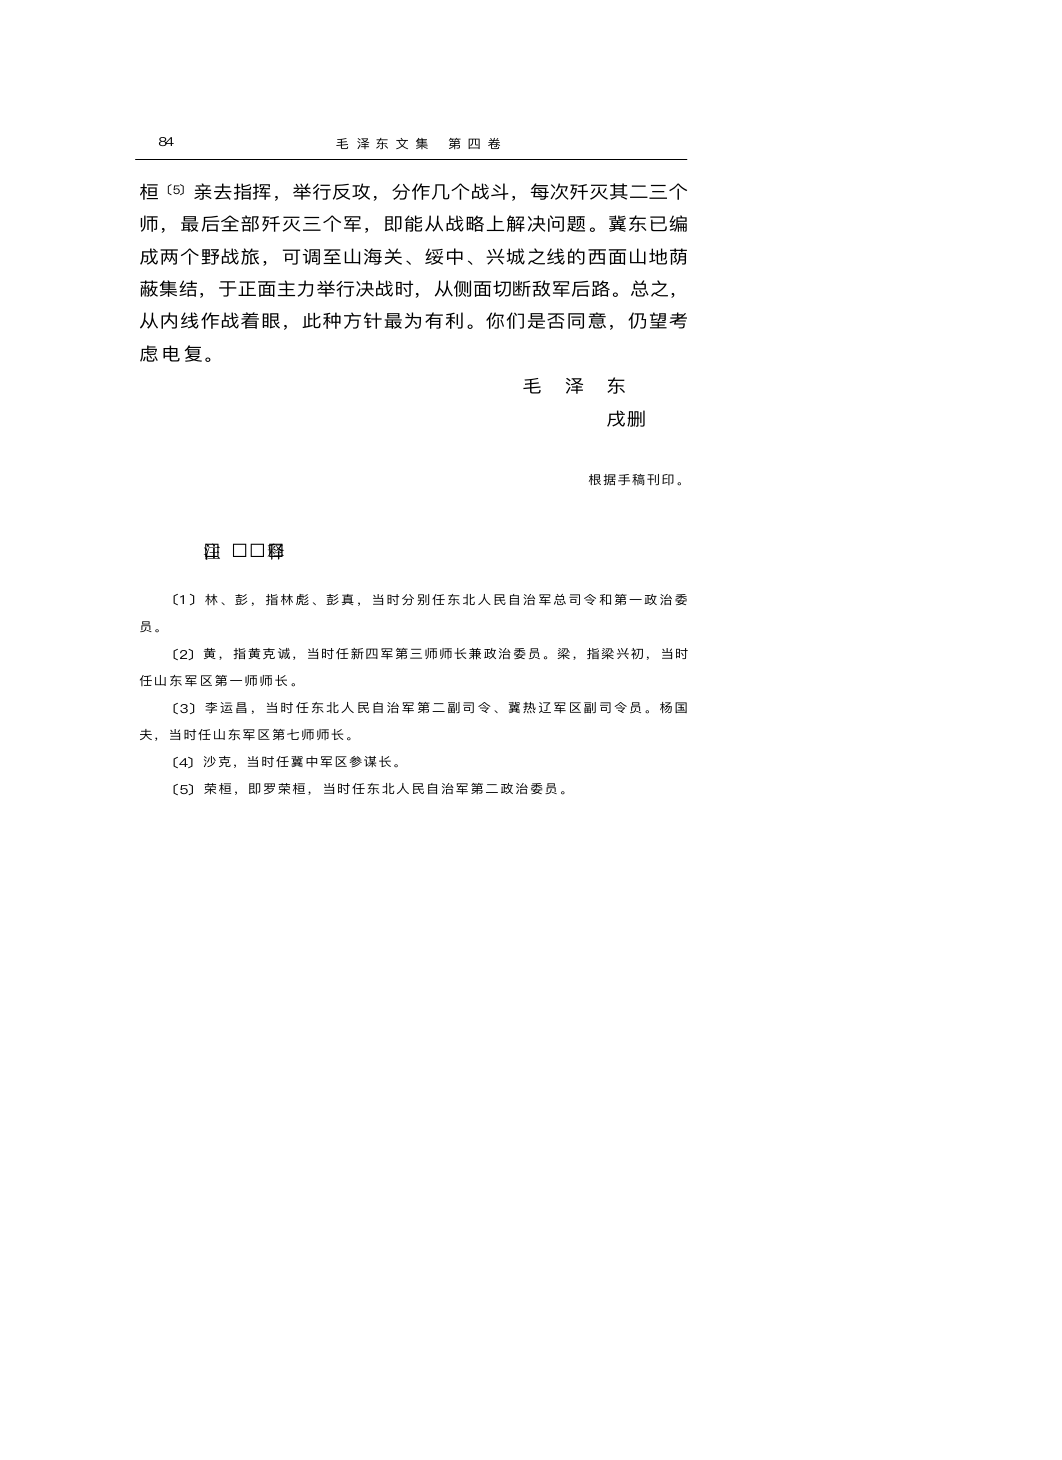 84 毛泽东文集 第四卷
桓〔5〕亲去指挥，举行反攻，分作几个战斗，每次歼灭其二三个
师，最后全部歼灭三个军，即能从战略上解决问题。冀东已编
成两个野战旅，可调至山海关、绥中、兴城之线的西面山地荫
蔽集结，于正面主力举行决战时，从侧面切断敌军后路。总之，
从内线作战着眼，此种方针最为有利。你们是否同意，仍望考
虑电复。
毛 泽 东
戌删
根据手稿刊印。
注 □□释
〔1〕林、彭，指林彪、彭真，当时分别任东北人民自治军总司令和第一政治委
员。
〔2〕黄，指黄克诚，当时任新四军第三师师长兼政治委员。梁，指梁兴初，当时
任山东军区第一师师长。
〔3〕李运昌，当时任东北人民自治军第二副司令、冀热辽军区副司令员。杨国
夫，当时任山东军区第七师师长。
〔4〕沙克，当时任冀中军区参谋长。
〔5〕荣桓，即罗荣桓，当时任东北人民自治军第二政治委员。